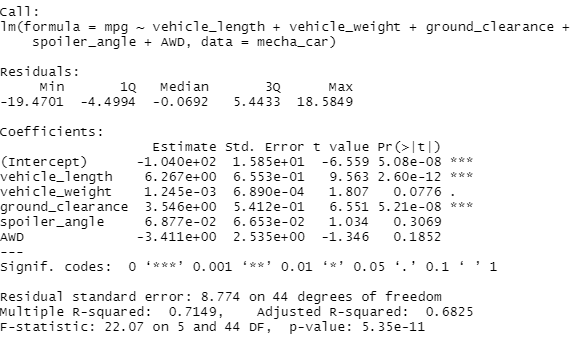 Call:
lm(formula = mpg ~ vehicle_length + vehicle_weight + ground_clearance +
    spoiler_angle + AWD, data = mecha_car)

Residuals:
     Min       1Q   Median       3Q      Max
-19.4701  -4.4994  -0.0692   5.4433  18.5849

Coefficients:
                   Estimate Std. Error t value Pr(>|t|)
(Intercept)      -1.040e+02  1.585e+01  -6.559 5.08e-08 ***
vehicle_length    6.267e+00  6.553e-01   9.563 2.60e-12 ***
vehicle_weight    1.245e-03  6.890e-04   1.807   0.0776 .
ground_clearance  3.546e+00  5.412e-01   6.551 5.21e-08 ***
spoiler_angle     6.877e-02  6.653e-02   1.034   0.3069
AWD              -3.411e+00  2.535e+00  -1.346   0.1852
---
Signif. codes:  0 ‘***’ 0.001 ‘**’ 0.01 ‘*’ 0.05 ‘.’ 0.1 ‘ ’ 1

Residual standard error: 8.774 on 44 degrees of freedom
Multiple R-squared:  0.7149,    Adjusted R-squared:  0.6825
F-statistic: 22.07 on 5 and 44 DF,  p-value: 5.35e-11